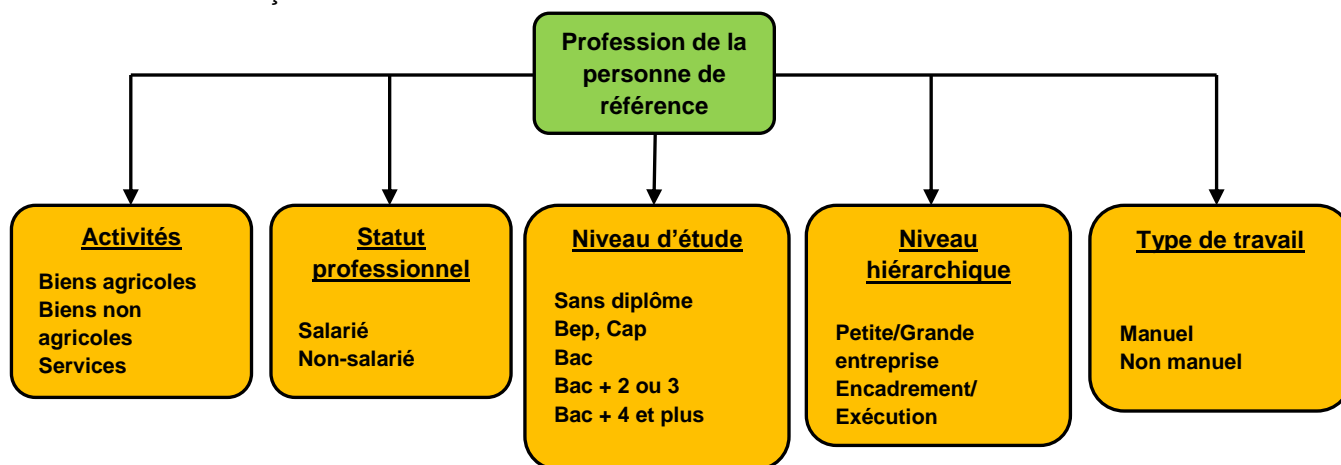 Profession de la
personne de
référence
Activités
Biens agricoles
Biens non
agricoles
Services
Statut
professionnel
Salarié
Non-salarié
Niveau d'étude
Sans diplôme
Bep, Cap
Bac
Bac + 2 ou 3
Bac + 4 et plus
Niveau
hiérarchique
Petite/Grande
entreprise
Encadrement/
Exécution
Type de travail
Manuel
Non manuel